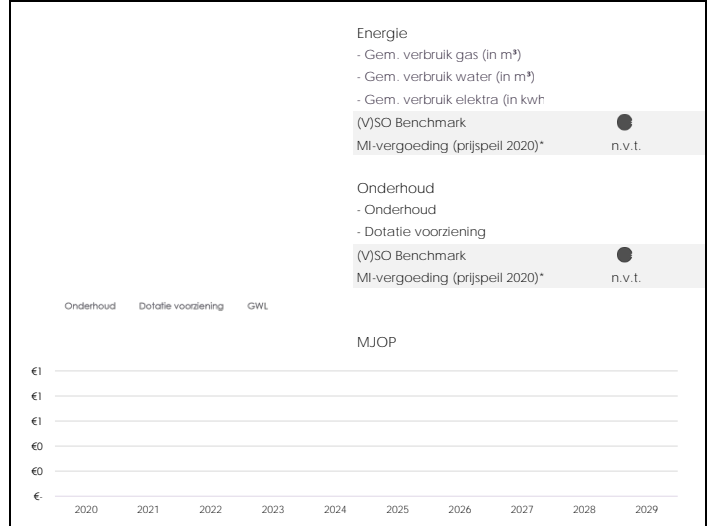 Energie
- Gem. verbruik gas (in m³)
- Gem. verbruik water (in m³)
- Gem. verbruik elektra (in kwh
(V)SO Benchmark
MI-vergoeding (prijspeil 2020)* n.v.t.
Onderhoud
- Onderhoud
- Dotatie voorziening
(V)SO Benchmark
MI-vergoeding (prijspeil 2020)* n.v.t.
Onderhoud Dotatie voorziening GWL
MJOP
€1
€1
€1
€0
€0
€-
2020 2021 2022 2023 2024 2025 2026 2027 2028 2029